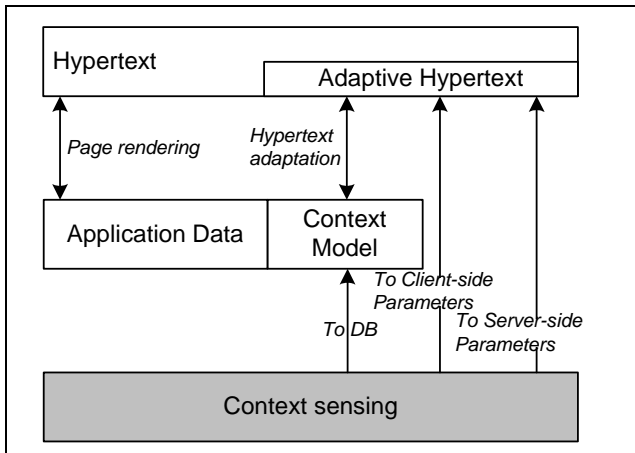 Hypertext
Adaptive Hypertext
Page rendering
Hypertext
adaptation
Application Data
Context
Model
To Client-side
Parameters
To DB
To Server-side
Parameters
Context sensing